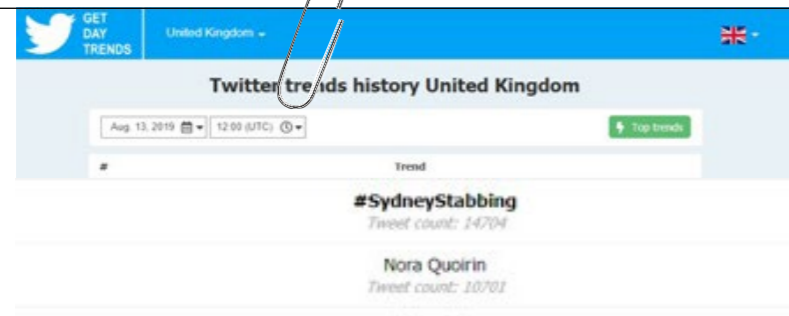 GET
DAY
TRENDS
United Kingdom
Twitter trends history United Kingdom
Aug. 13, 2019 12:00 (UTC) Top trends
# Trend
#SydneyStabbing
Tweet count: 14704
Nora Quoirin
Tweet count: 10701